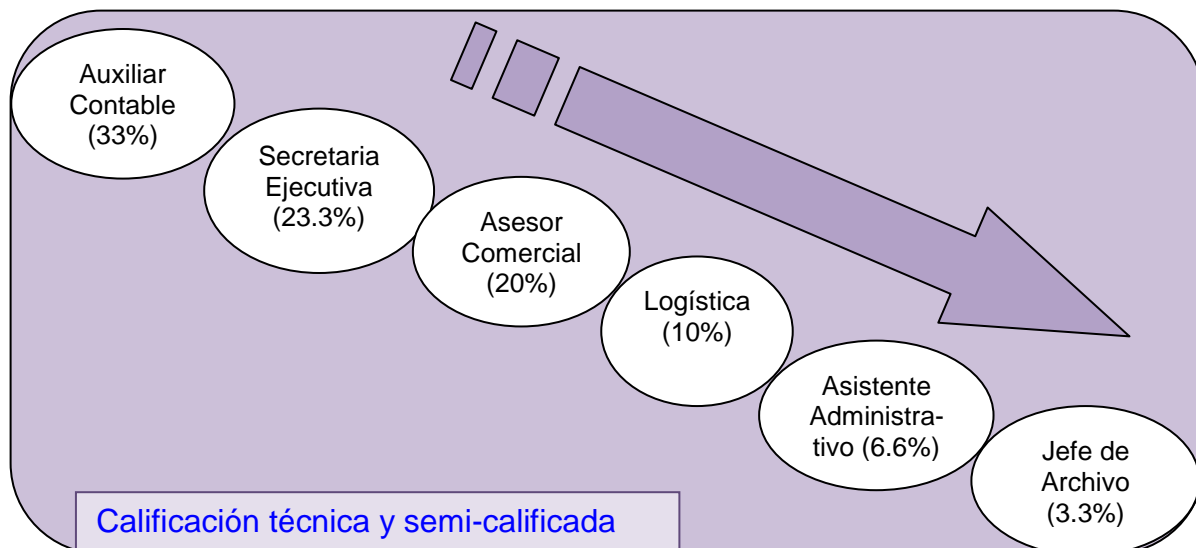 Auxiliar
Contable
(33%)
Secretaria
Ejecutiva
(23.3%)
Asesor
Comercial
(20%)
Logística
(10%)
Asistente
Administra-
tivo (6.6%)
Jefe de
Archivo
(3.3%)
Calificación técnica y semi-calificada